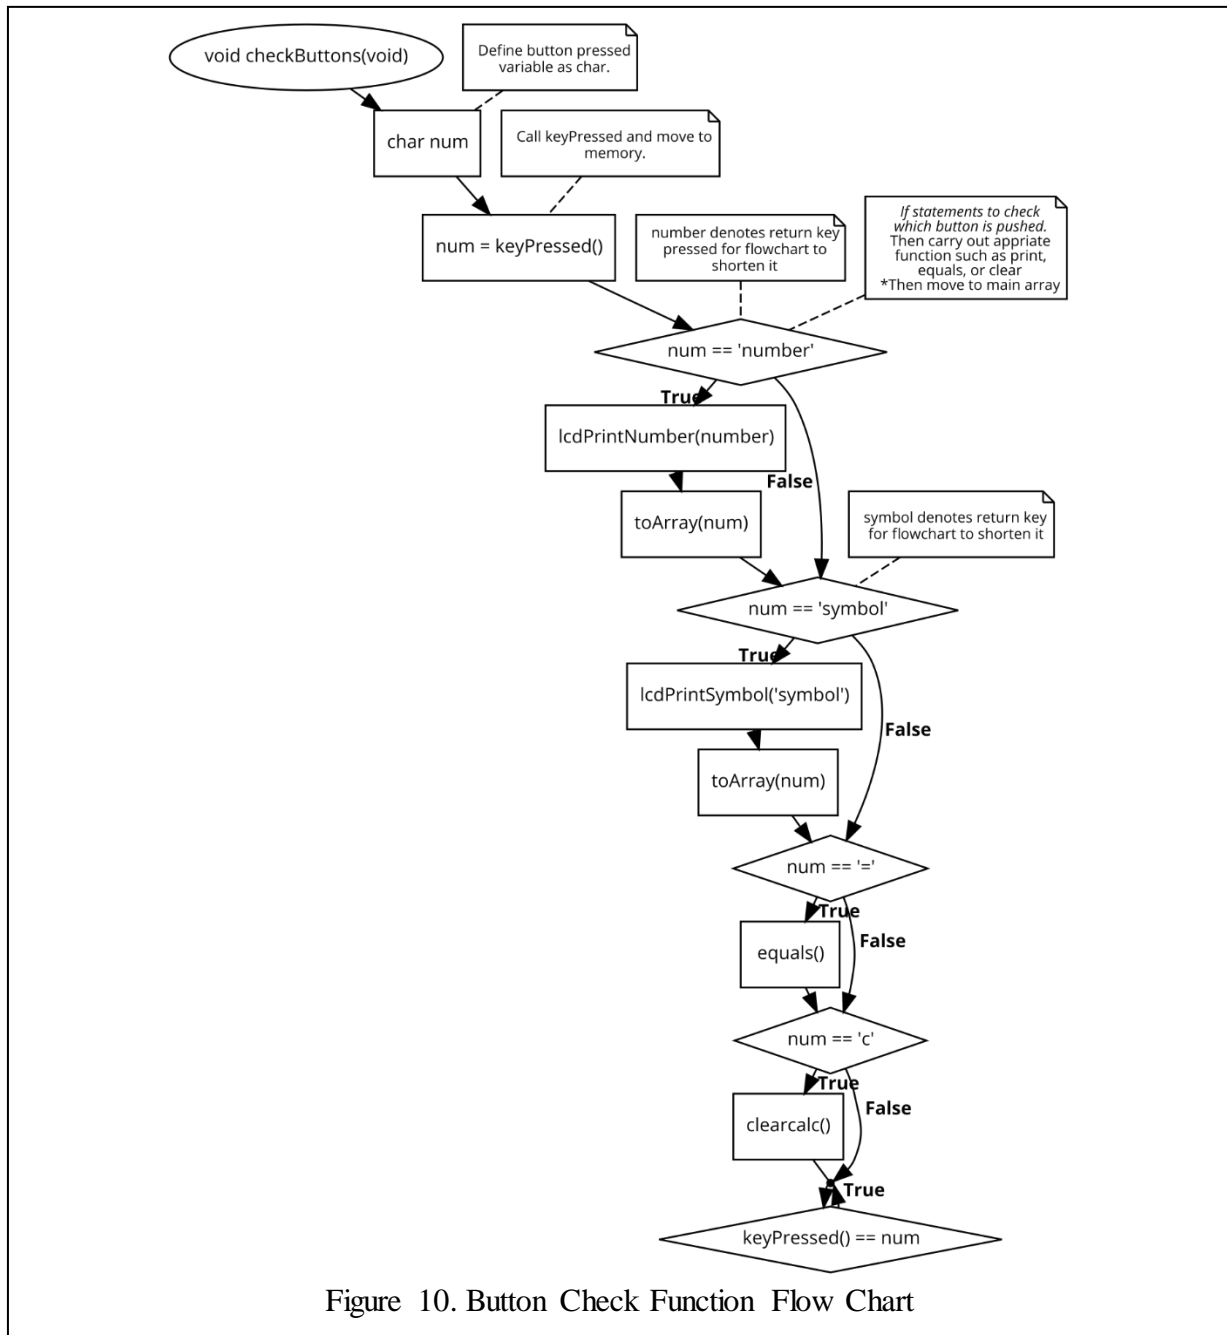 void checkButtons(void)
Define button pressed
variable as char.
char num
Call keyPressed and move to
memory.
num = keyPressed()
number denotes return key
pressed for flowchart to
shorten it
If statements to check
which button is pushed.
Then carry out appriate
function such as print,
equals, or clear
*Then move to main array
num == 'number'
True
lcdPrintNumber(number)
False
toArray(num)
symbol denotes return key
for flowchart to shorten it
num == 'symbol'
True
lcdPrintSymbol('symbol')
False
toArray(num)
num == '='
True
False
equals()
num == 'c'
True
False
clearcalc()
True
keyPressed() == num
Figure 10. Button Check Function Flow Chart